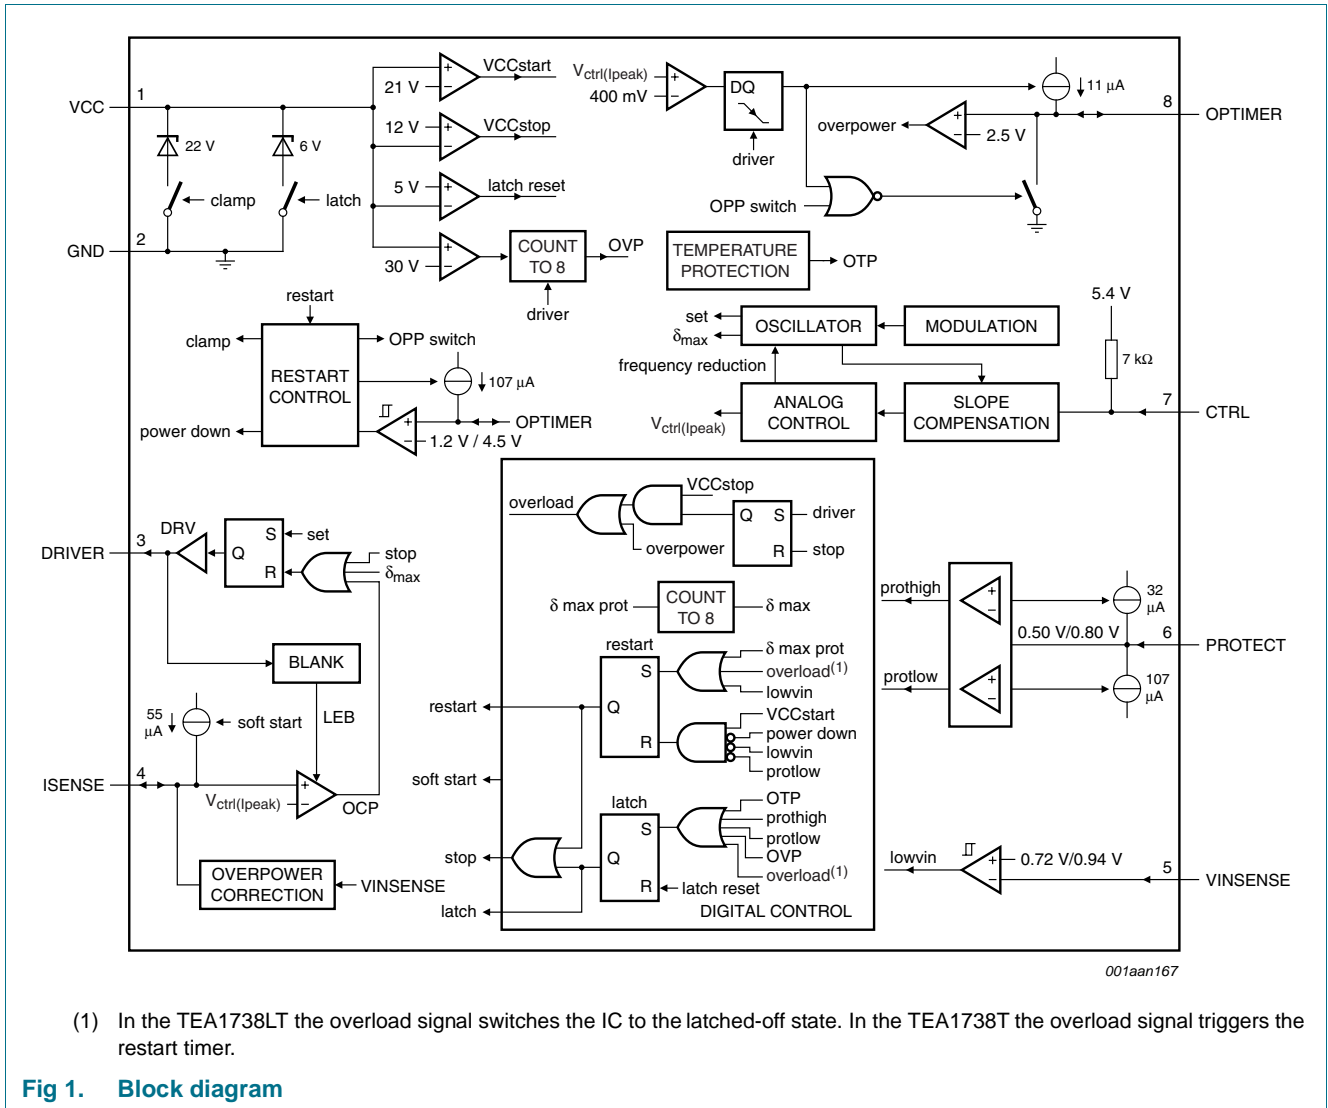 VCC
1
22 V
clamp
6 V
latch
GND
2
21 V
VCCstart
12 V
VCCstop
5 V
latch reset
30 V
COUNT
TO 8
OVP
driver
Vctrl(Ipeak)
400 mV
DQ
driver
11 µA
8
OPTIMER
overpower
2.5 V
OPP switch
TEMPERATURE
PROTECTION
OTP
restart
clamp
RESTART
CONTROL
OPP switch
107 µA
OPTIMER
1.2 V / 4.5 V
power down
set
δmax
OSCILLATOR
MODULATION
frequency reduction
5.4 V
7 kΩ
Vctrl(Ipeak)
ANALOG
CONTROL
SLOPE
COMPENSATION
7
CTRL
DRIVER
3
DRV
Q
S
R
set
stop
δmax
BLANK
LEB
55
µA
soft start
ISENSE
4
Vctrl(Ipeak)
OCP
OVERPOWER
CORRECTION
VINSENSE
overload
VCCstop
overpower
Q
S
R
driver
stop
δ max prot
COUNT
TO 8
δ max
restart
S
Q
R
δ max prot
overload(1)
lowvin
VCCstart
power down
lowvin
protlow
restart
soft start
latch
S
Q
R
OTP
prothigh
protlow
OVP
overload(1)
latch reset
stop
latch
DIGITAL CONTROL
prothigh
protlow
0.50 V/0.80 V
32
µA
6
PROTECT
107
µA
lowvin
0.72 V/0.94 V
5
VINSENSE
001aan167
(1) In the TEA1738LT the overload signal switches the IC to the latched-off state. In the TEA1738T the overload signal triggers the
restart timer.
Fig 1. Block diagram